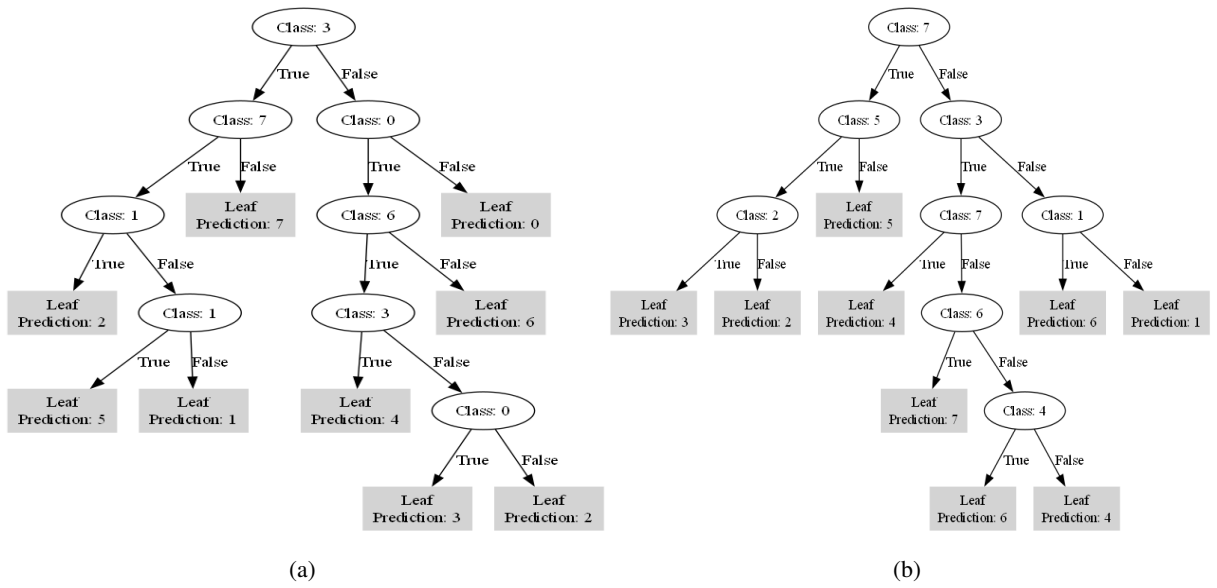 Class: 3
True
False
Class: 7
Class: 0
True
False
True
False
Class: 1
Leaf
Prediction: 7
Class: 6
Leaf
Prediction: 0
True
False
True
False
Leaf
Prediction: 2
Class: 1
Class: 3
Leaf
Prediction: 6
True
False
True
False
Leaf
Prediction: 5
Leaf
Prediction: 1
Leaf
Prediction: 4
Class: 0
True
False
Leaf
Prediction: 3
Leaf
Prediction: 2
(a)
Class: 7
True
False
Class: 5
Class: 3
True
False
True
False
Class: 2
Leaf
Prediction: 5
Class: 7
Class: 1
True
False
True
False
True
False
Leaf
Prediction: 3
Leaf
Prediction: 2
Leaf
Prediction: 4
Class: 6
Leaf
Prediction: 6
Leaf
Prediction: 1
True
False
Leaf
Prediction: 7
Class: 4
True
False
Leaf
Prediction: 6
Leaf
Prediction: 4
(b)